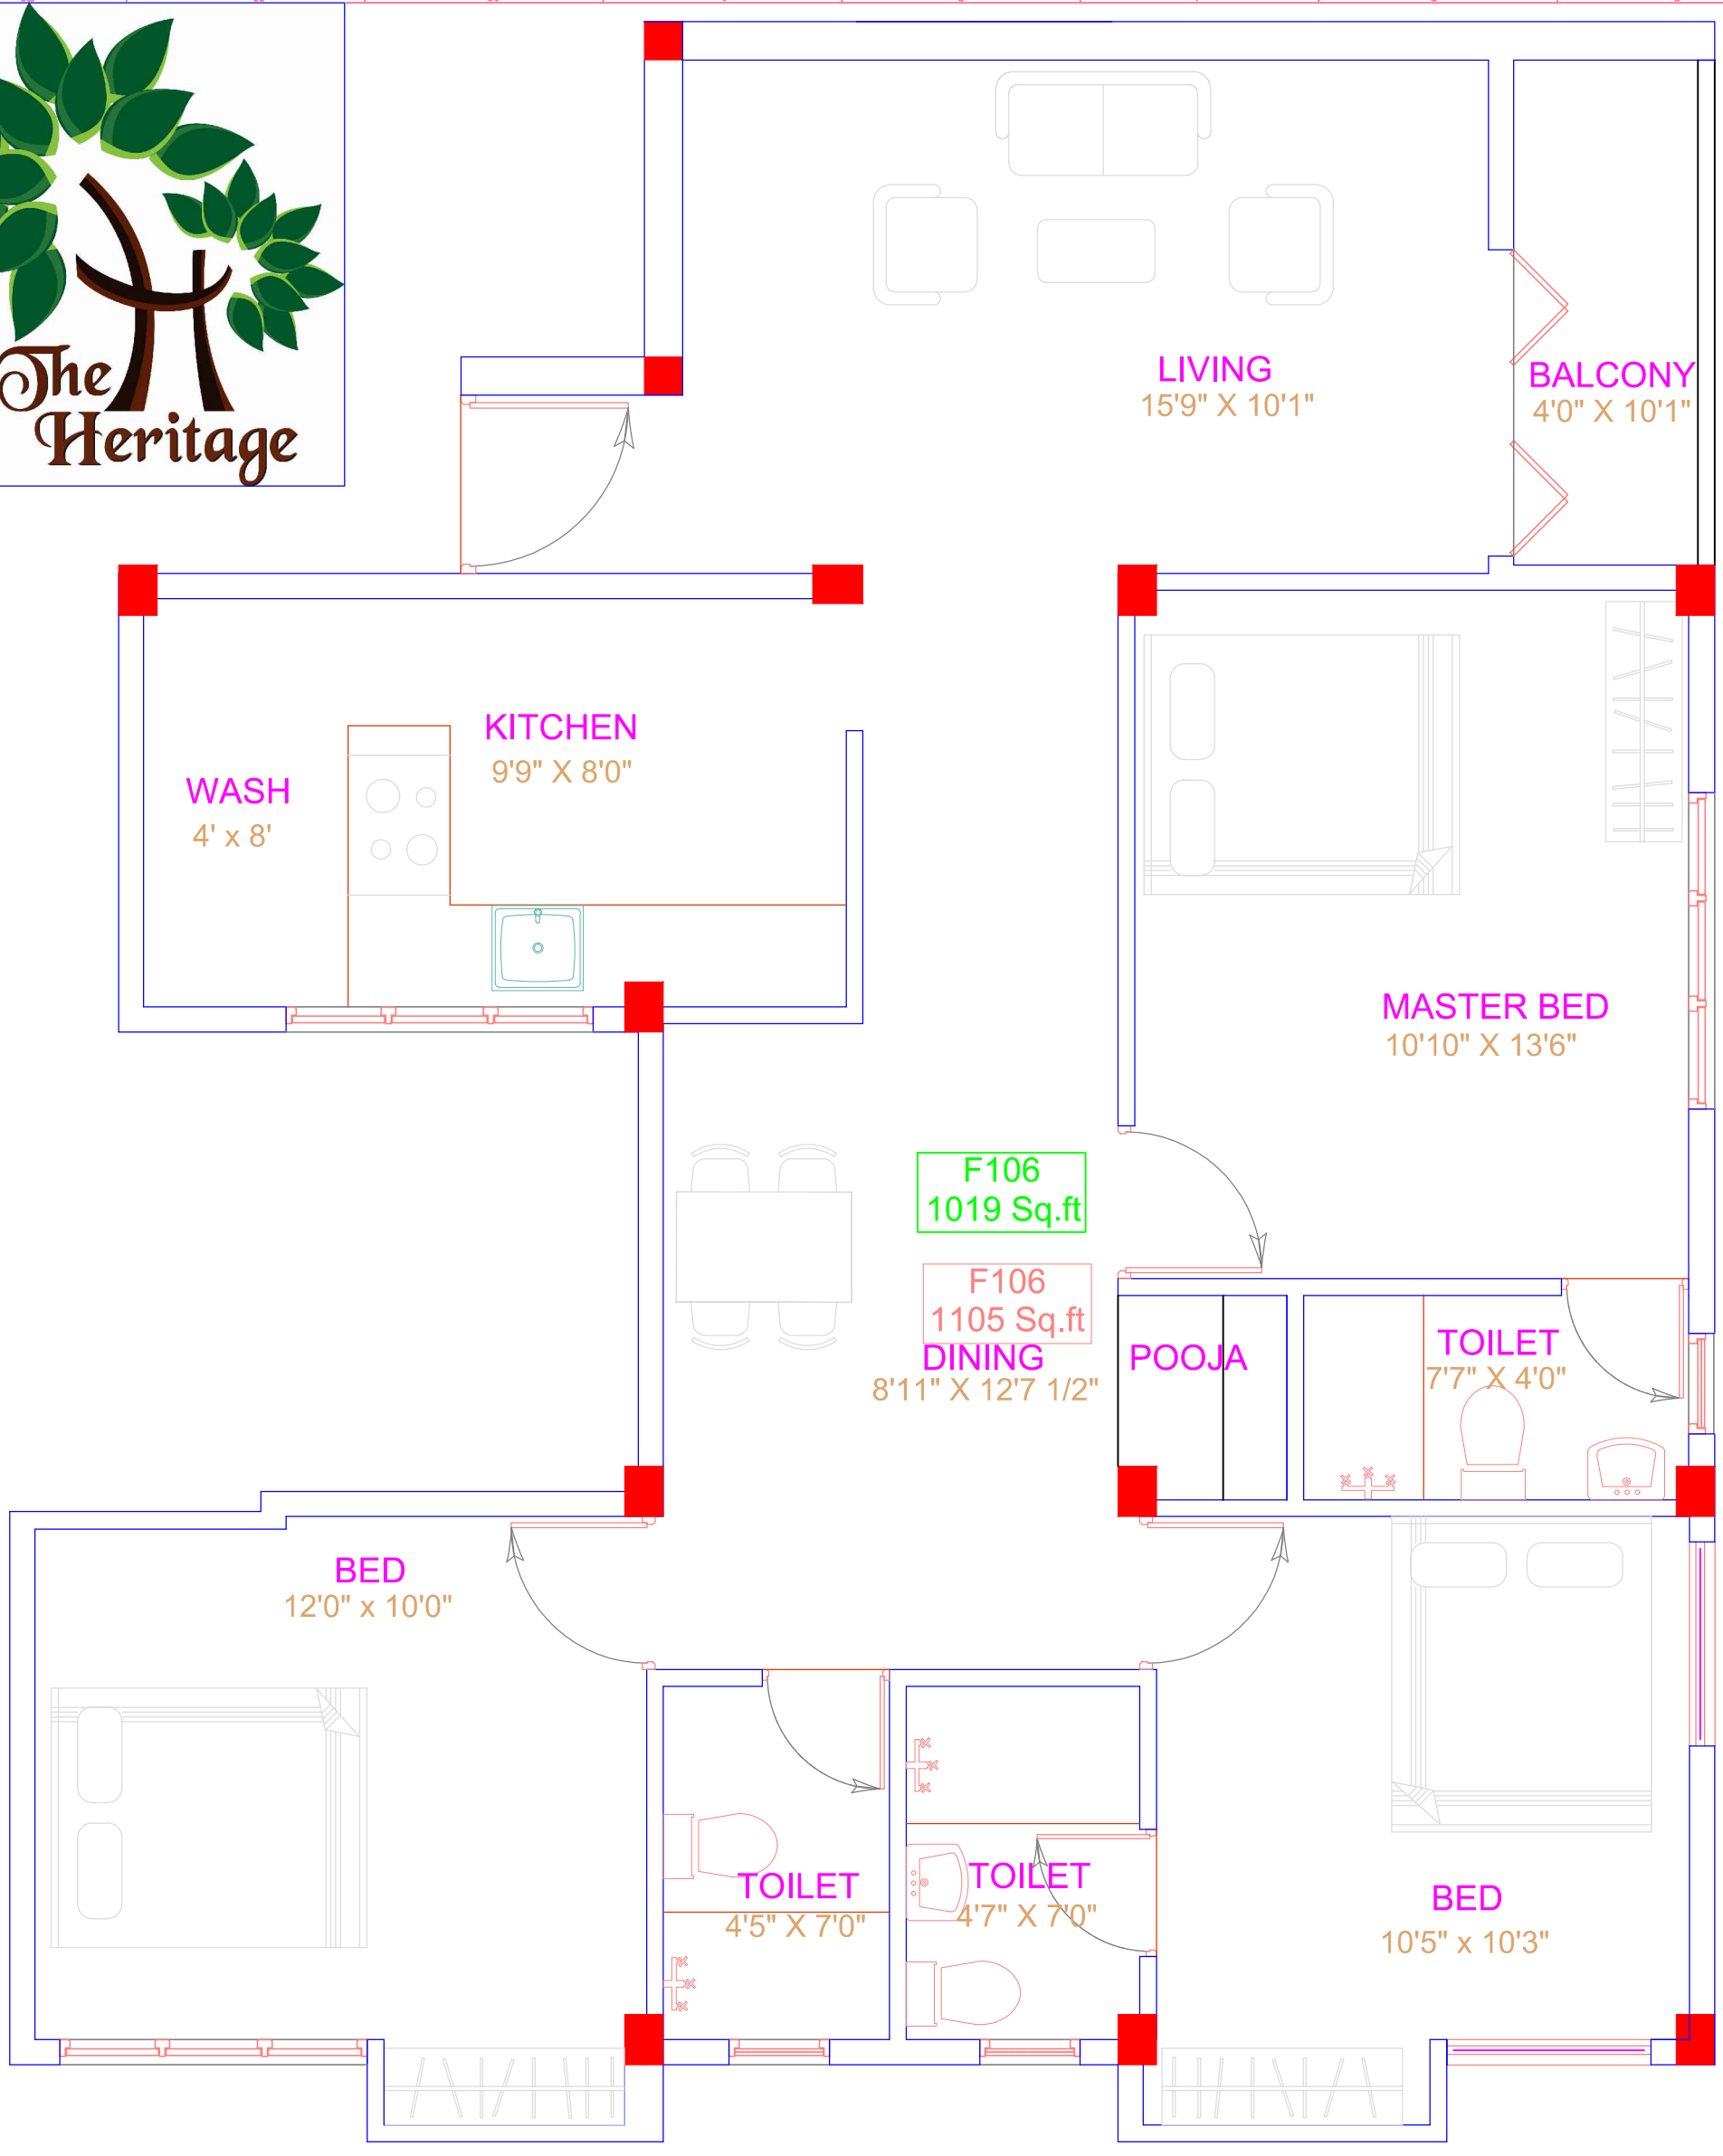 The
Heritage
LIVING
15'9" X 10'1"
BALCONY
4'0" X 10'1"
KITCHEN
9'9" X 8'0"
WASH
4' x 8'
MASTER BED
10'10" X 13'6"
F106
1019 Sq.ft
F106
1105 Sq.ft
DINING
8'11" X 12'7 1/2"
POOJA
TOILET
7'7" X 4'0"
BED
12'0" x 10'0"
TOILET
4'5" X 7'0"
TOILET
4'7" X 7'0"
BED
10'5" x 10'3"